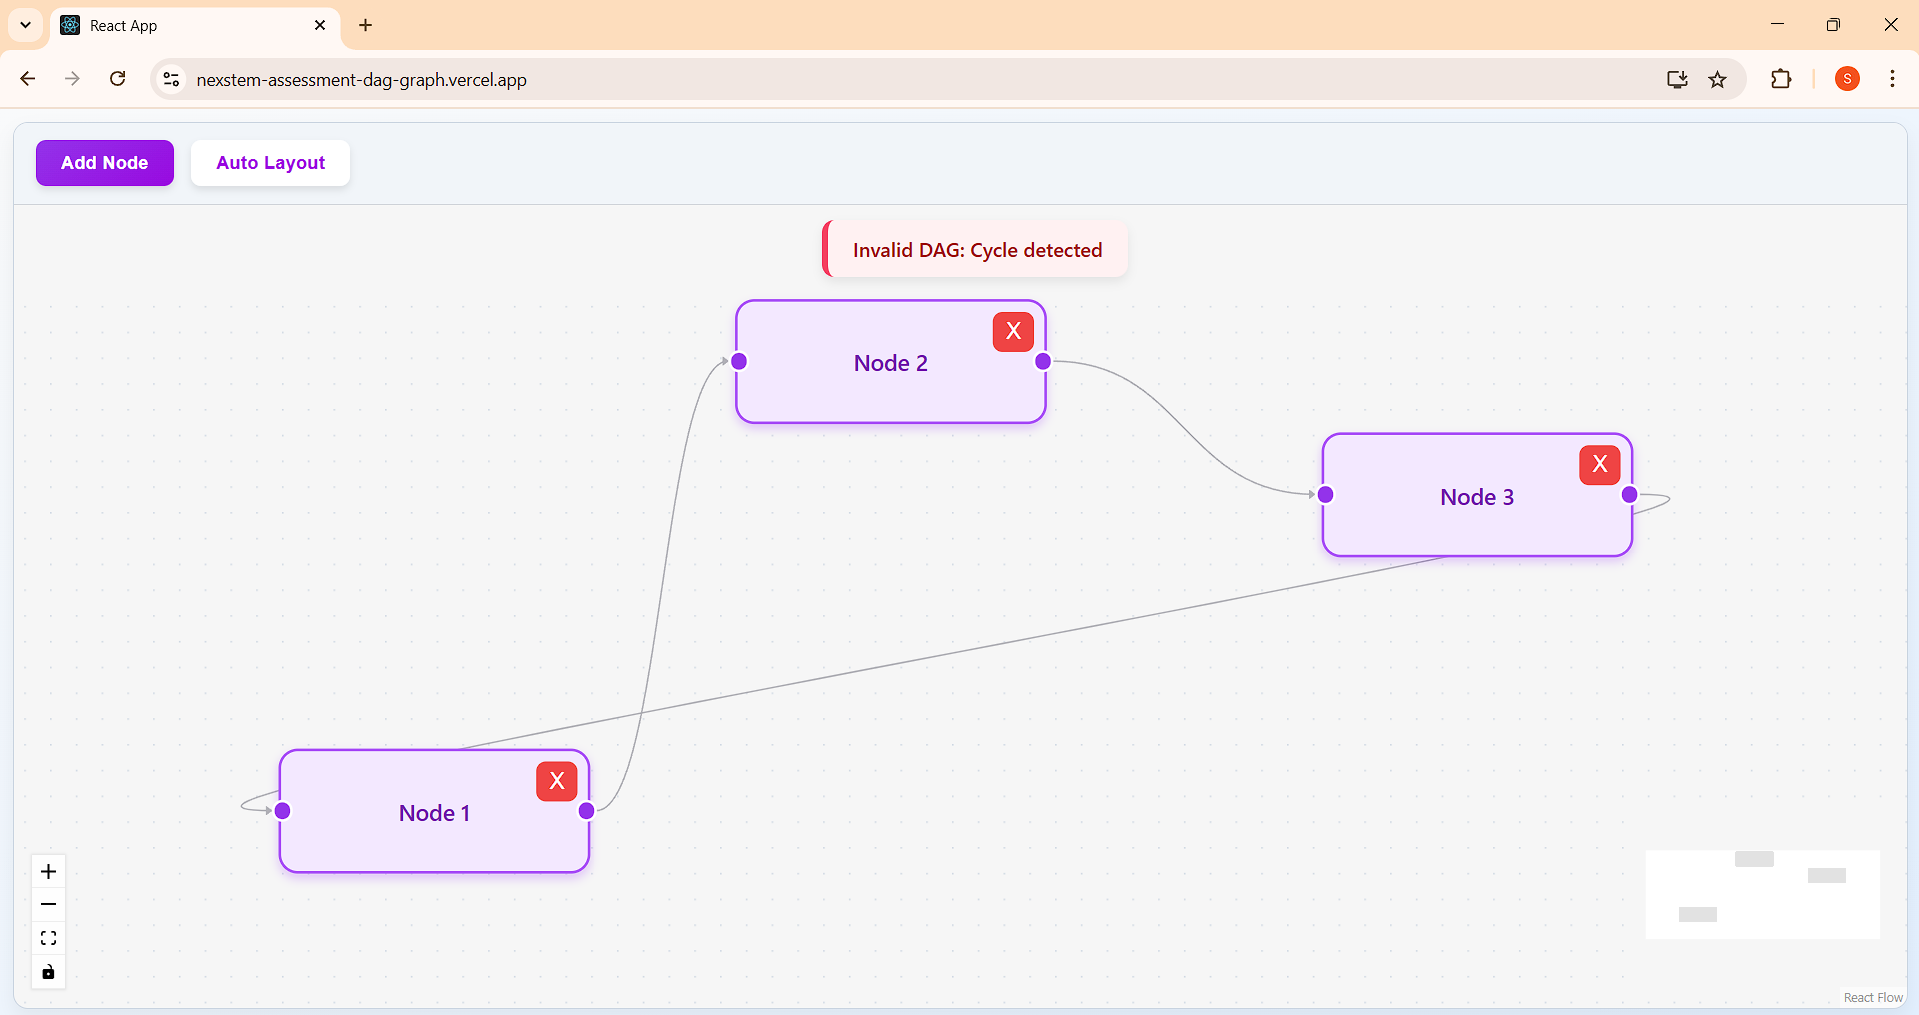 React App
nexstem-assessment-dag-graph.vercel.app
S
Add Node
Auto Layout
Invalid DAG: Cycle detected
X
Node 2
X
Node 3
X
Node 1
React Flow